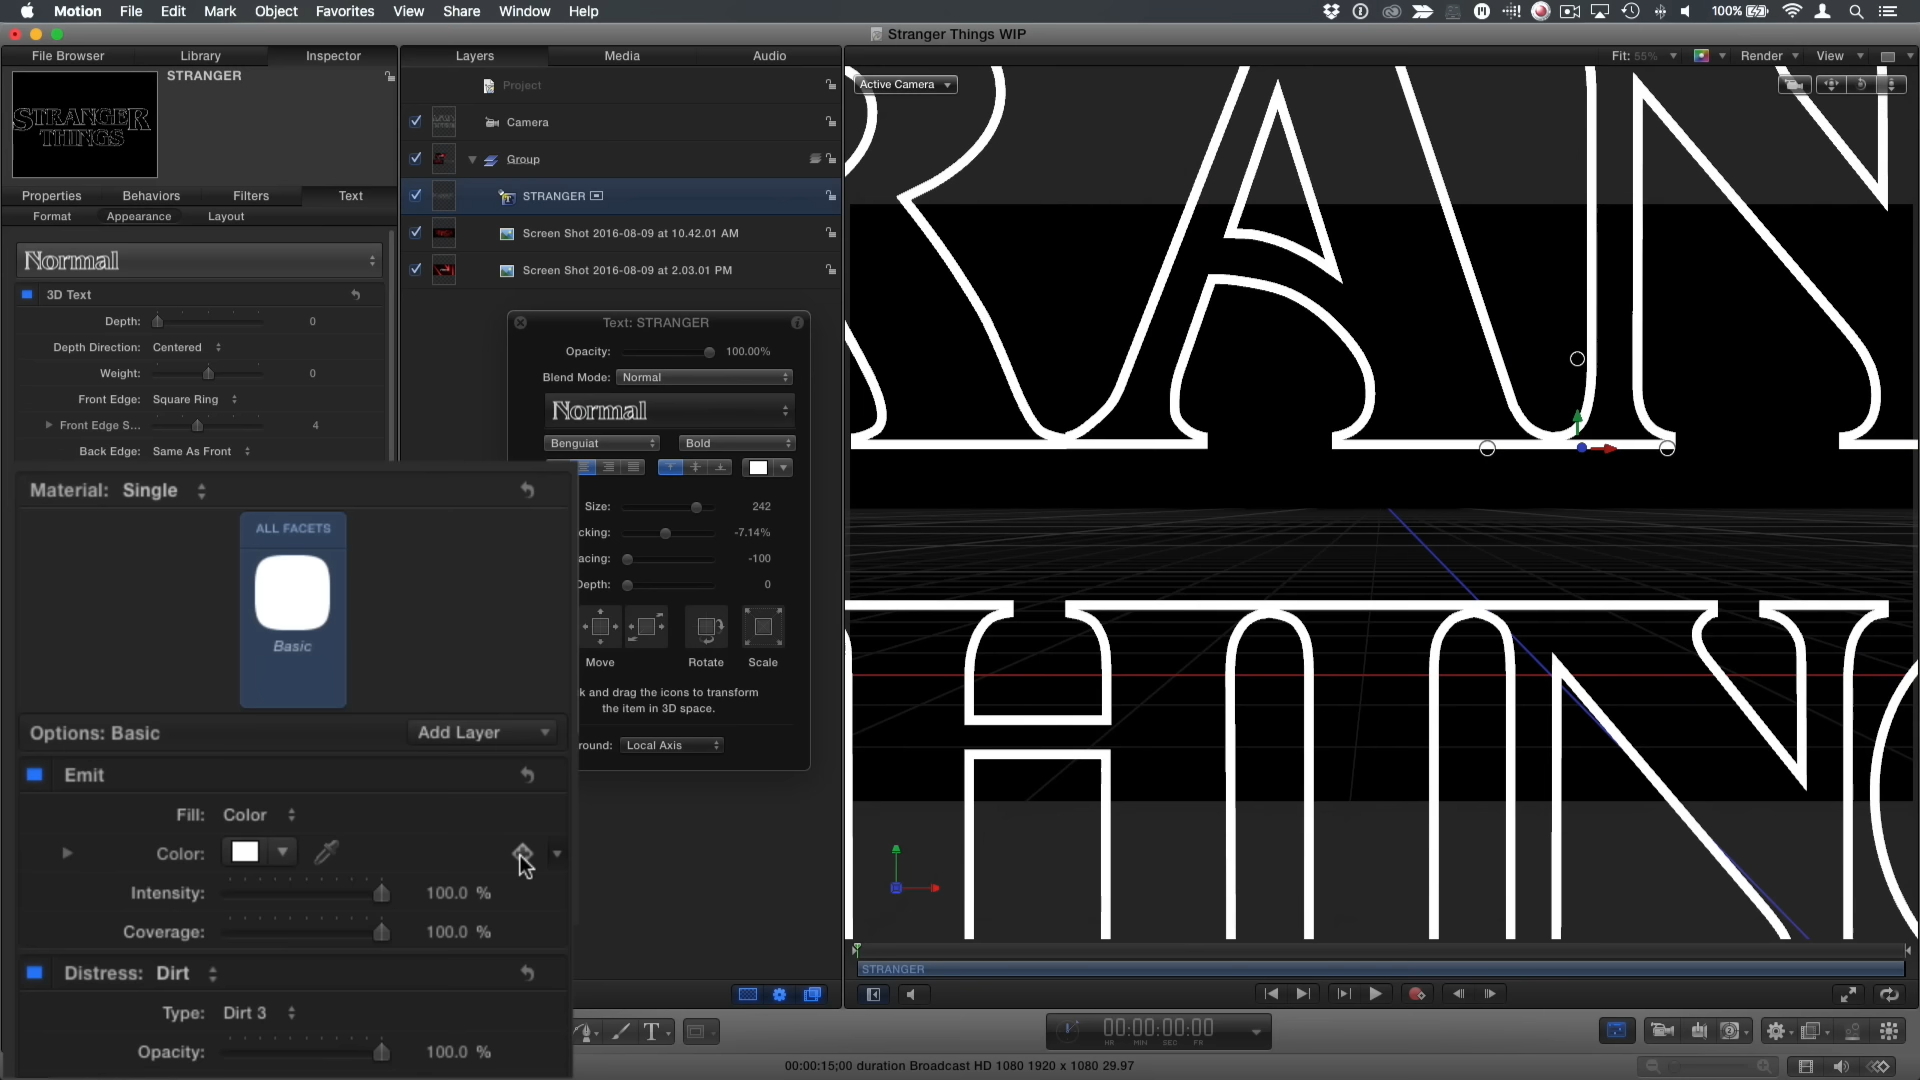 Motion File Edit Mark Object Favorites View Share Window Help
100%
Stranger Things WIP
File Browser Library Inspector
Layers Media Audio
Fit: 55% Render View
STRANGER
STRANGER
THINGS
Properties Behaviors Filters Text
Format Appearance Layout
Normal
3D Text
Depth: 0
Depth Direction: Centered
Weight: 0
Front Edge: Square Ring
Front Edge S... 4
Back Edge: Same As Front
Material: Single
ALL FACETS
Basic
Options: Basic Add Layer
Emit
Fill: Color
Color:
Intensity: 100.0 %
Coverage: 100.0 %
Distress: Dirt
Type: Dirt 3
Opacity: 100.0 %
Project
Camera
Group
STRANGER
Screen Shot 2016-08-09 at 10.42.01 AM
Screen Shot 2016-08-09 at 2.03.01 PM
Text: STRANGER
Opacity: 100.00%
Blend Mode: Normal
Normal
Benguiat Bold
Size: 242
cking: -7.14%
acing: -100
Depth: 0
Move Rotate Scale
k and drag the icons to transform
the item in 3D space.
round: Local Axis
Active Camera
RAN
HING
STRANGER
00:00:00:00
HR MIN SEC FR
00:00:15;00 duration Broadcast HD 1080 1920 x 1080 29.97